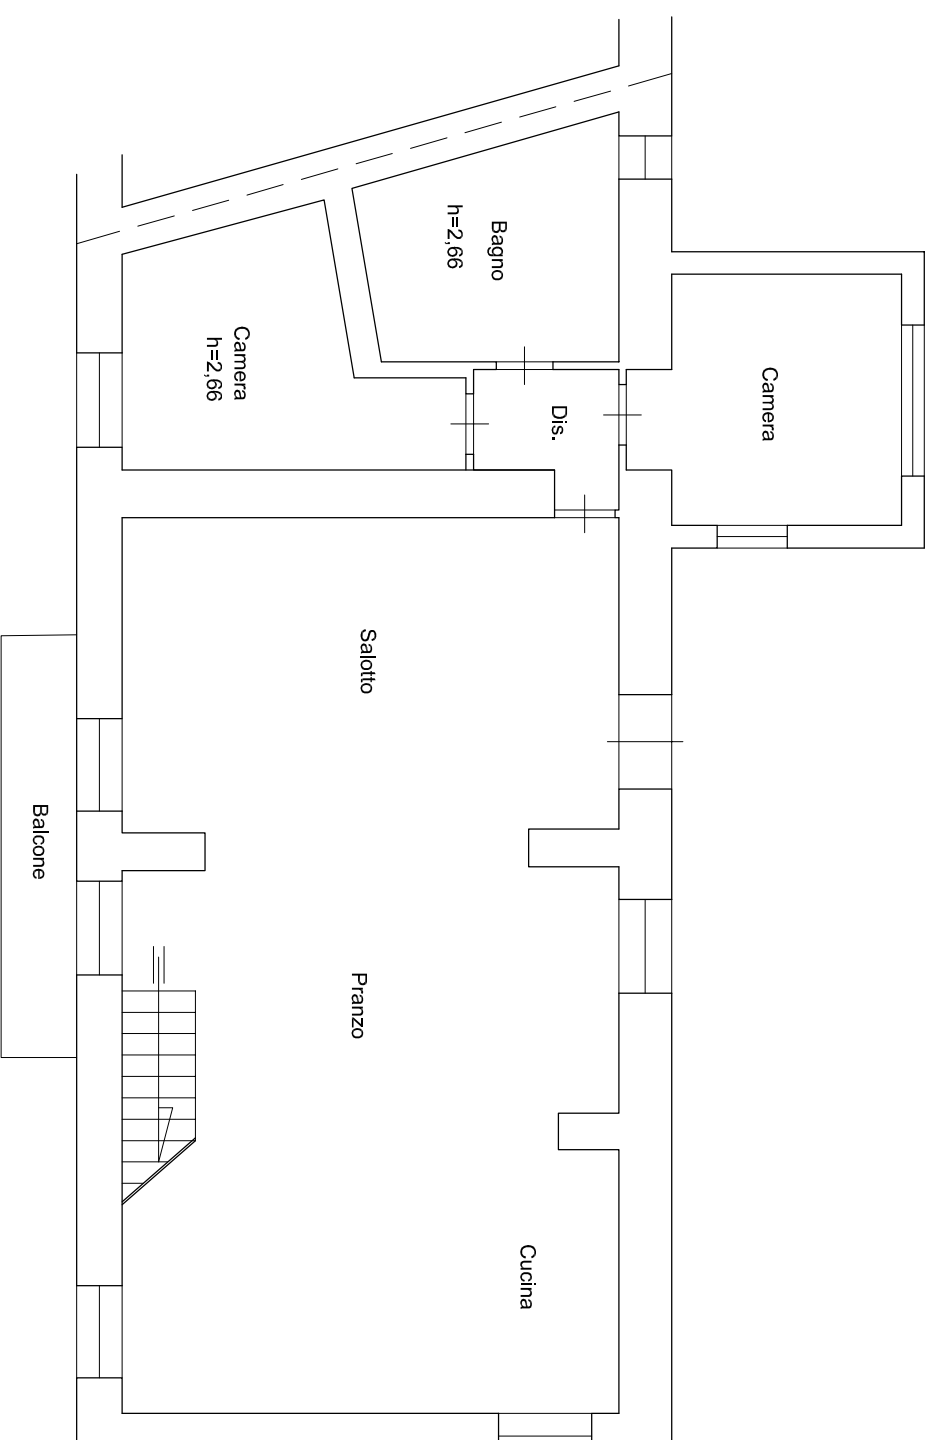 Camera
Bagno
h=2,66
Dis.
Camera
h=2,66
Salotto
Pranzo
Cucina
Balcone